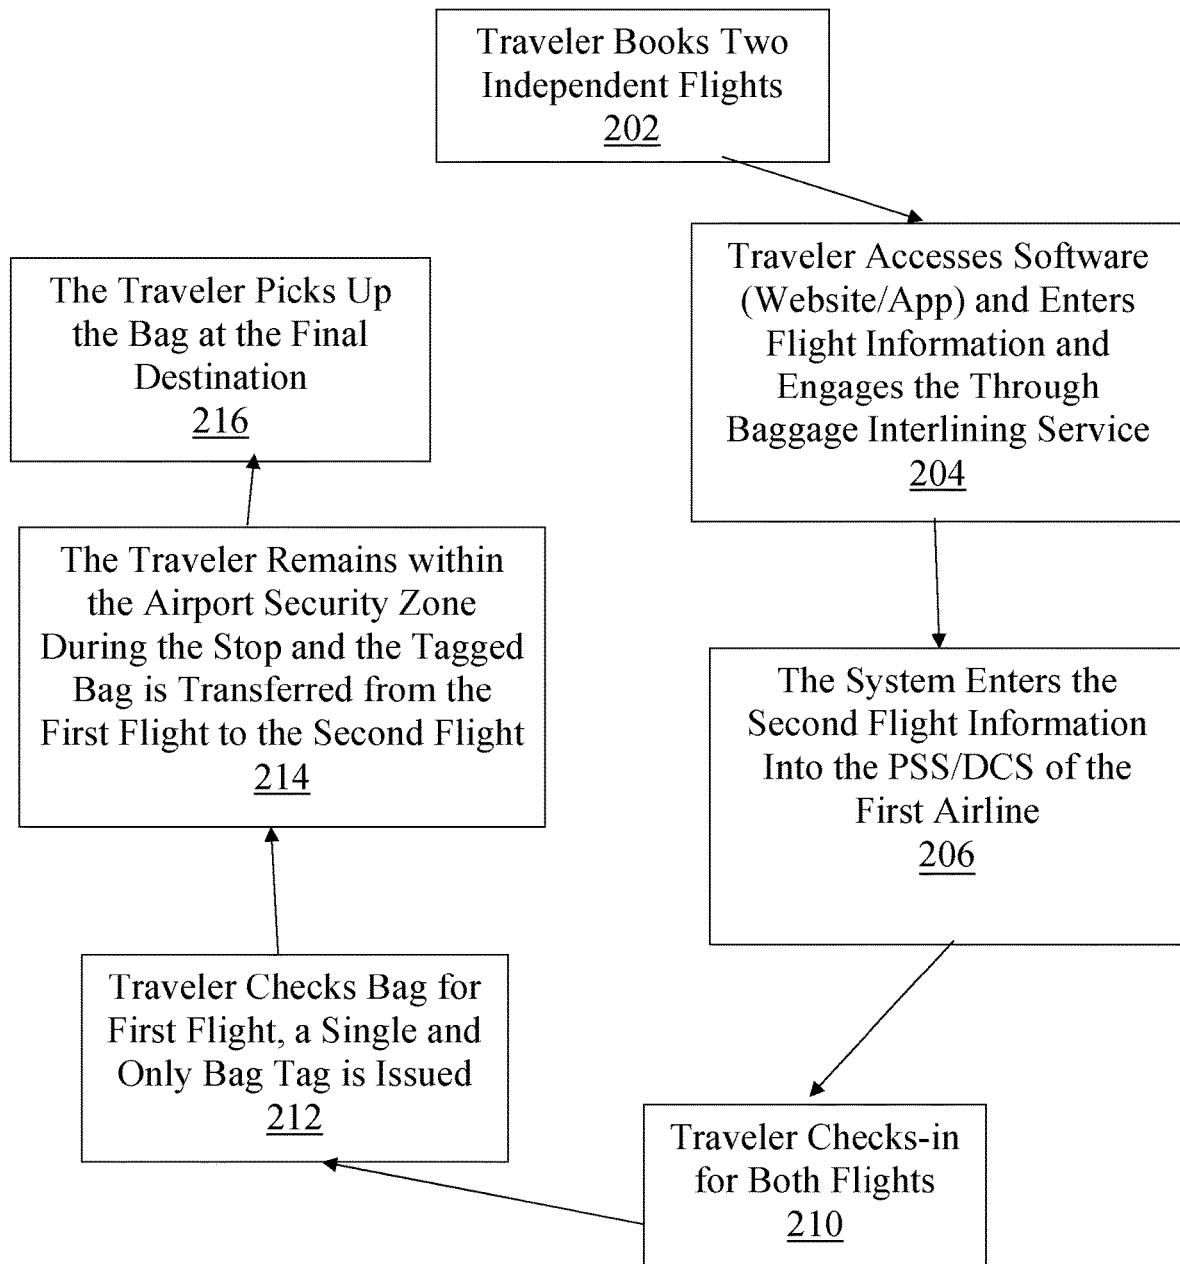 Traveler Books Two
Independent Flights
202
Traveler Accesses Software
(Website/App) and Enters
Flight Information and
Engages the Through
Baggage Interlining Service
204
The System Enters the
Second Flight Information
Into the PSS/DCS of the
First Airline
206
Traveler Checks-in
for Both Flights
210
Traveler Checks Bag for
First Flight, a Single and
Only Bag Tag is Issued
212
The Traveler Remains within
the Airport Security Zone
During the Stop and the Tagged
Bag is Transferred from the
First Flight to the Second Flight
214
The Traveler Picks Up
the Bag at the Final
Destination
216